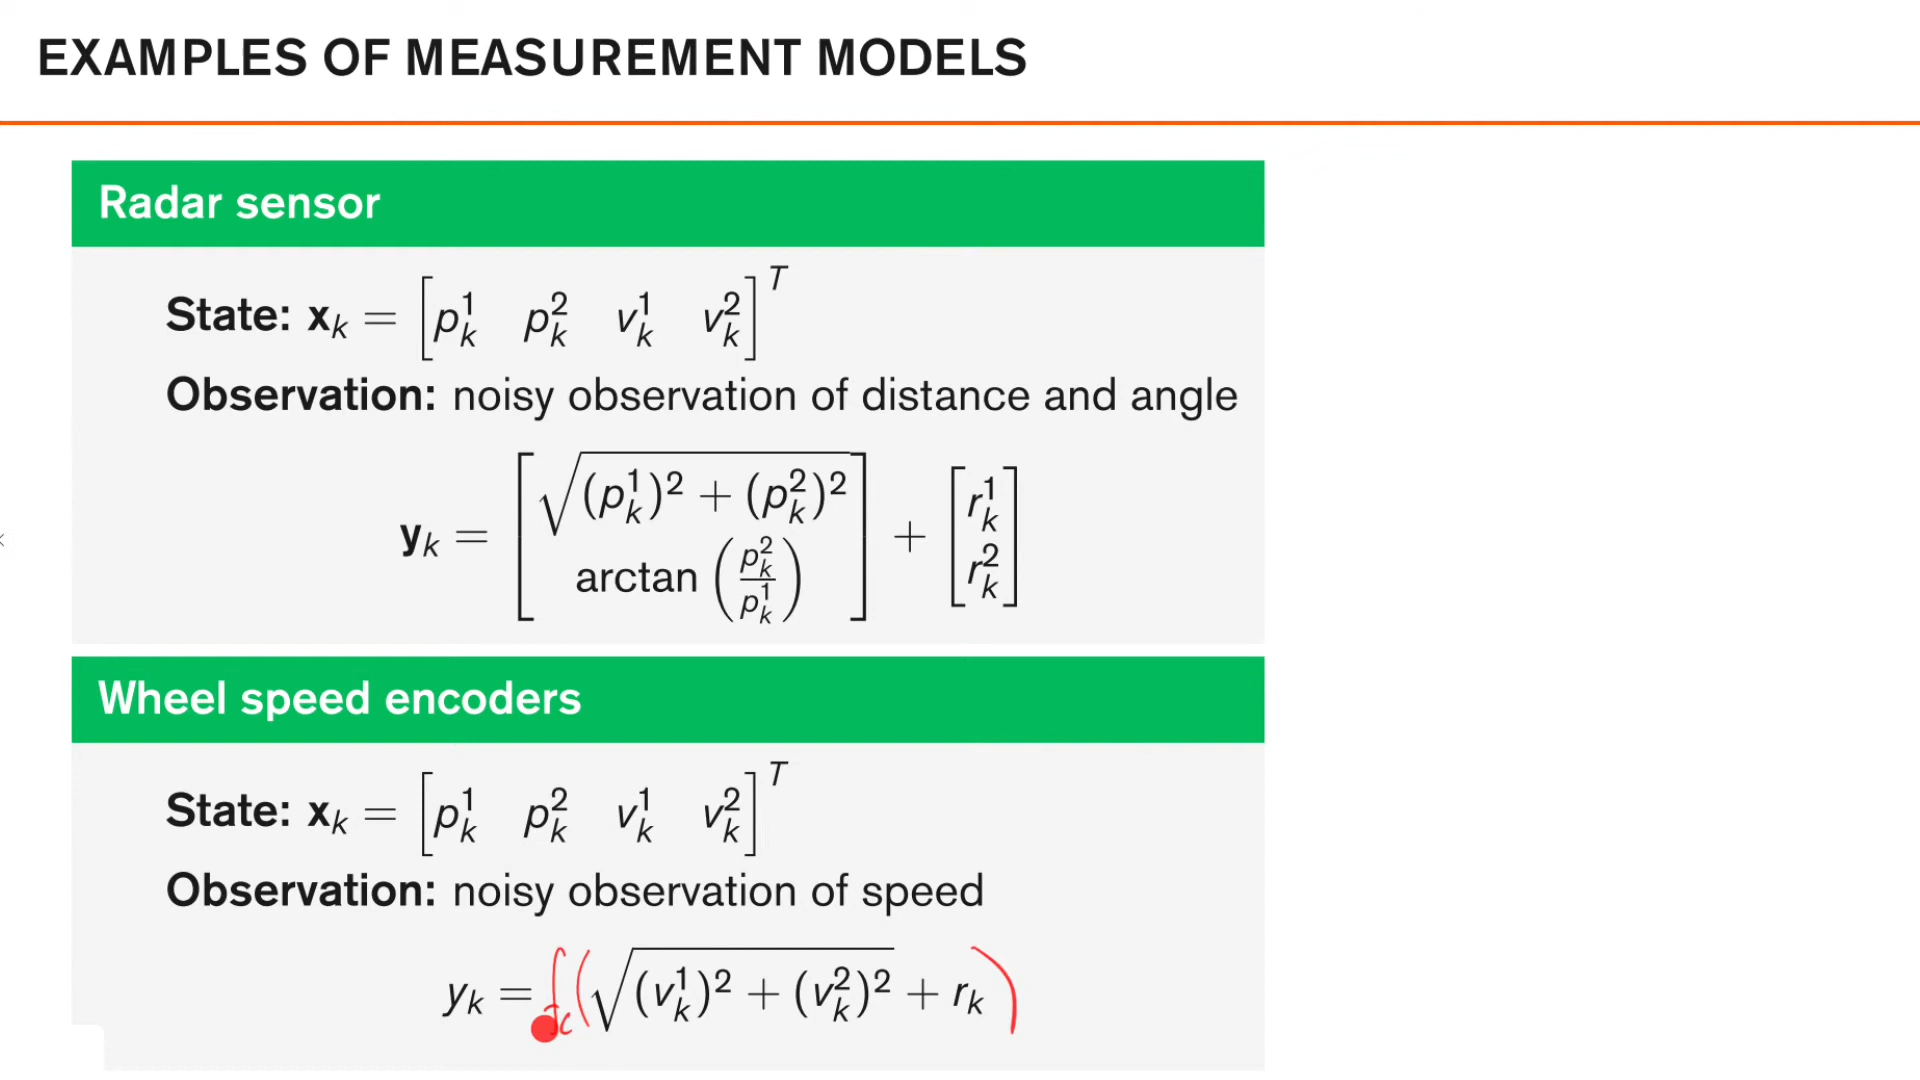 EXAMPLES OF MEASUREMENT MODELS
Radar sensor
State: x_k = [p_k^1 p_k^2 v_k^1 v_k^2]^T
Observation: noisy observation of distance and angle
y_k = [√((p_k^1)^2 + (p_k^2)^2) ; arctan(p_k^2 / p_k^1)] + [r_k^1 ; r_k^2]
Wheel speed encoders
State: x_k = [p_k^1 p_k^2 v_k^1 v_k^2]^T
Observation: noisy observation of speed
y_k = (√((v_k^1)^2 + (v_k^2)^2) + r_k)